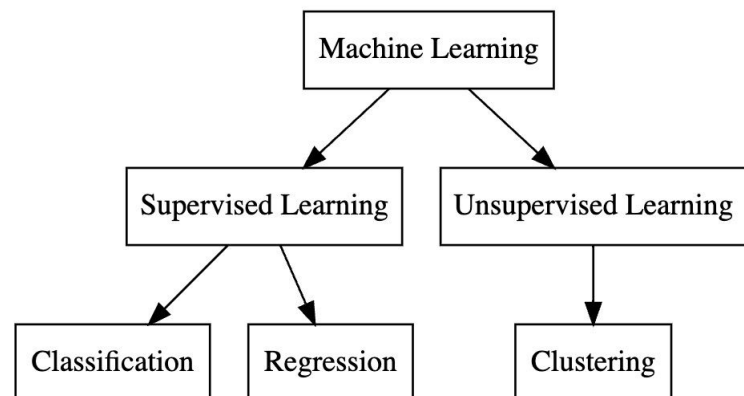 Machine Learning
Supervised Learning
Unsupervised Learning
Classification
Regression
Clustering